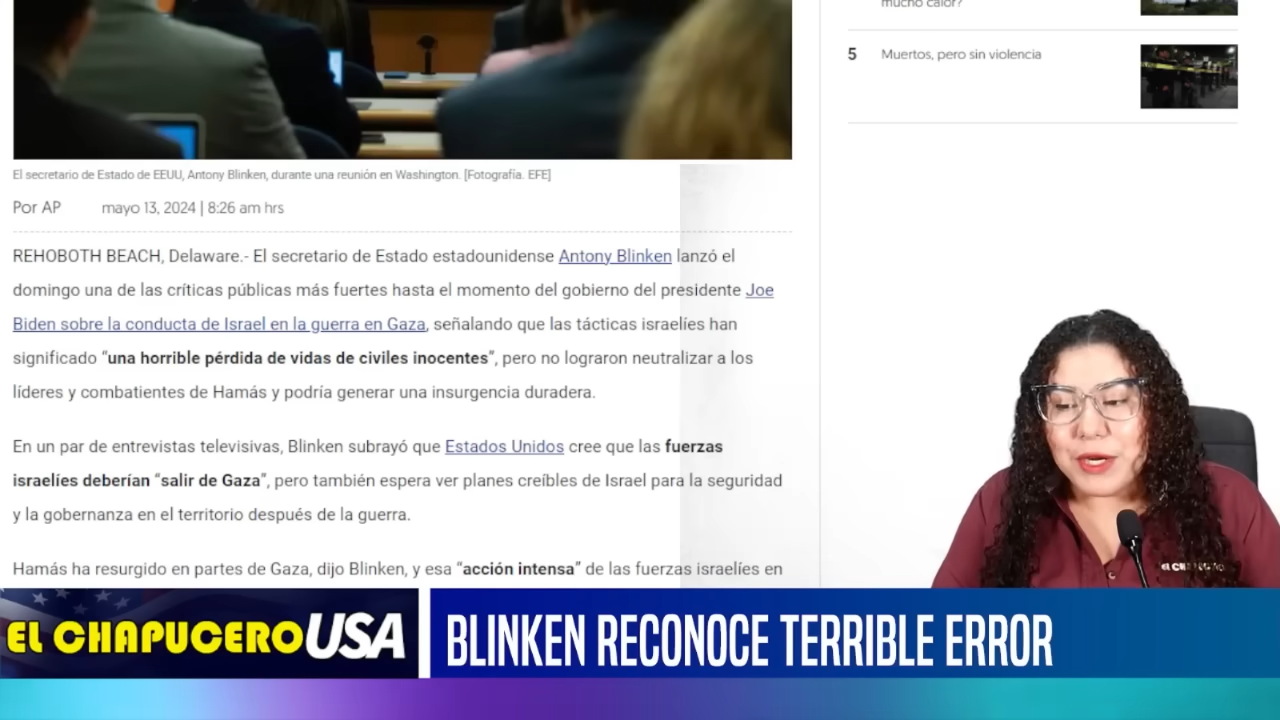 mucho calor?
5 Muertos, pero sin violencia
El secretario de Estado de EEUU, Antony Blinken, durante una reunión en Washington. [Fotografía. EFE]
Por AP mayo 13, 2024 | 8:26 am hrs
REHOBOTH BEACH, Delaware.- El secretario de Estado estadounidense Antony Blinken lanzó el
domingo una de las críticas públicas más fuertes hasta el momento del gobierno del presidente Joe
Biden sobre la conducta de Israel en la guerra en Gaza, señalando que las tácticas israelíes han
significado “una horrible pérdida de vidas de civiles inocentes”, pero no lograron neutralizar a los
líderes y combatientes de Hamás y podría generar una insurgencia duradera.
En un par de entrevistas televisivas, Blinken subrayó que Estados Unidos cree que las fuerzas
israelíes deberían “salir de Gaza”, pero también espera ver planes creíbles de Israel para la seguridad
y la gobernanza en el territorio después de la guerra.
Hamás ha resurgido en partes de Gaza, dijo Blinken, y esa “acción intensa” de las fuerzas israelíes en
EL CHAPUCERO USA
BLINKEN RECONOCE TERRIBLE ERROR